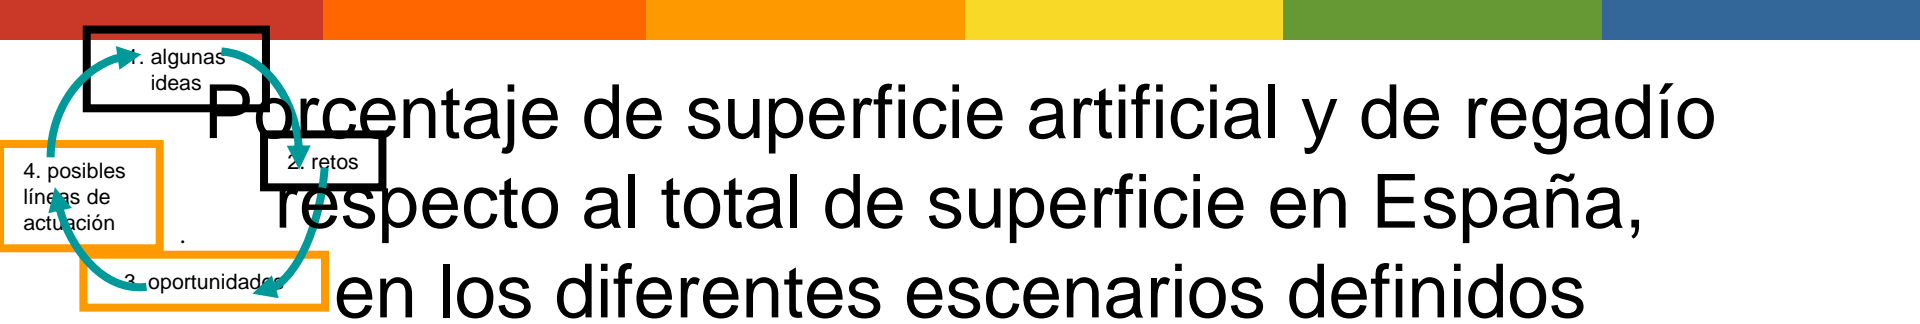 1. algunas
ideas
2. retos
4. posibles
líneas de
actuación
.
3. oportunidades
Porcentaje de superficie artificial y de regadío
respecto al total de superficie en España,
en los diferentes escenarios definidos